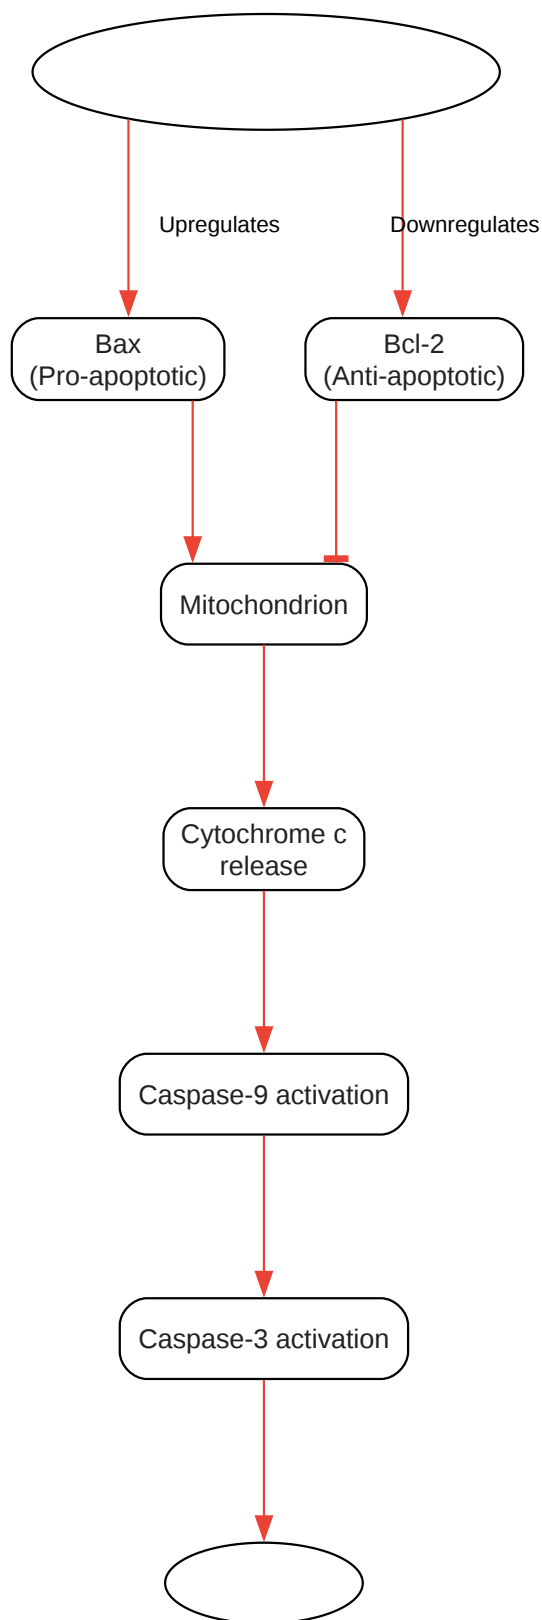 Upregulates
Downregulates
Bax
(Pro-apoptotic)
Bcl-2
(Anti-apoptotic)
Mitochondrion
Cytochrome c
release
Caspase-9 activation
Caspase-3 activation